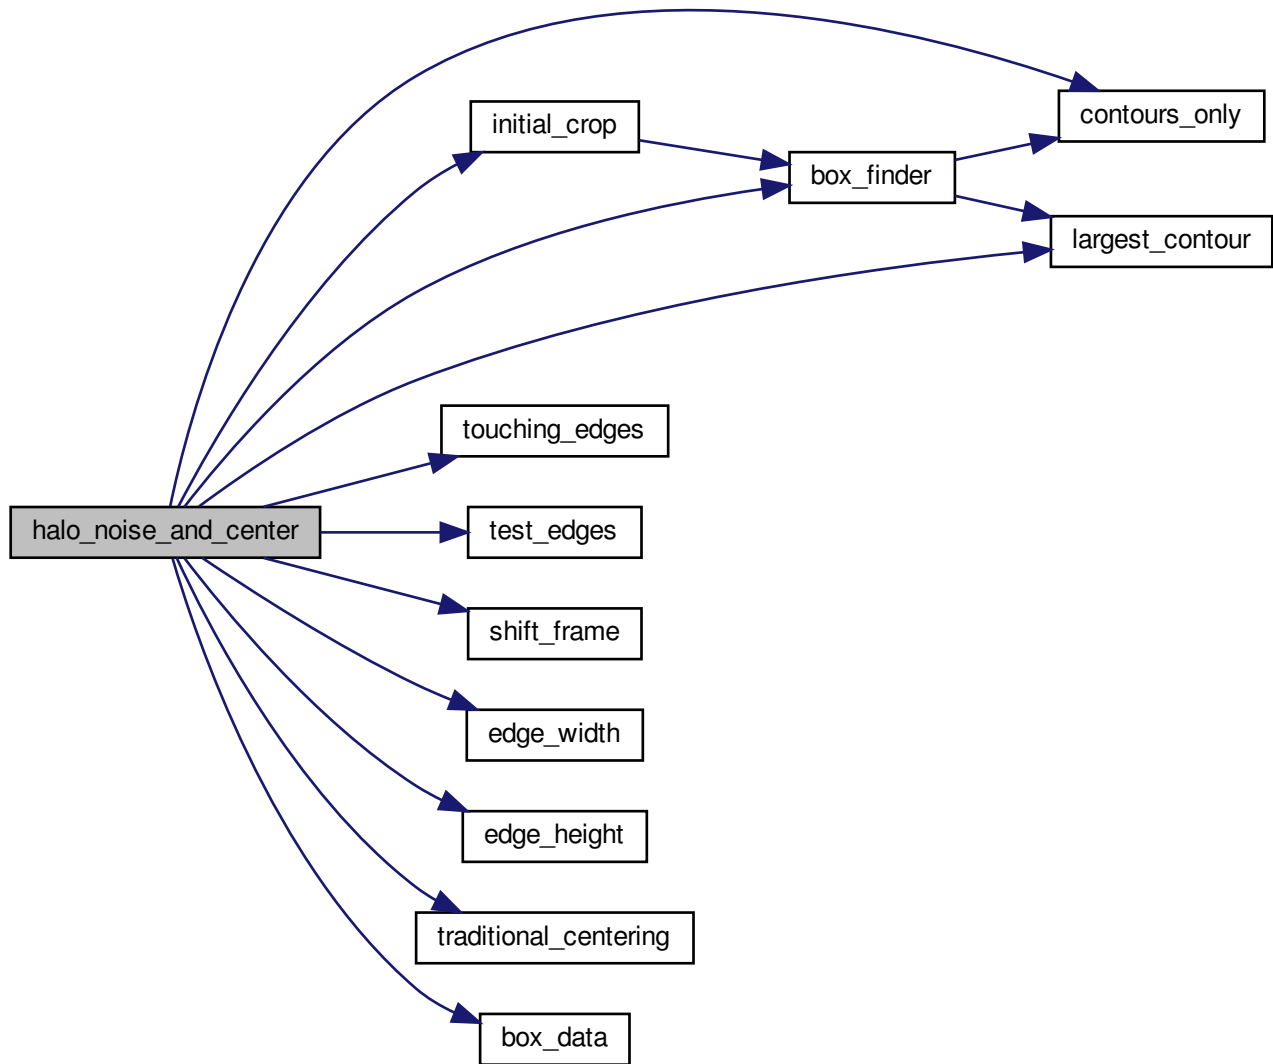 contours_only
initial_crop
box_finder
largest_contour
touching_edges
halo_noise_and_center
test_edges
shift_frame
edge_width
edge_height
traditional_centering
box_data